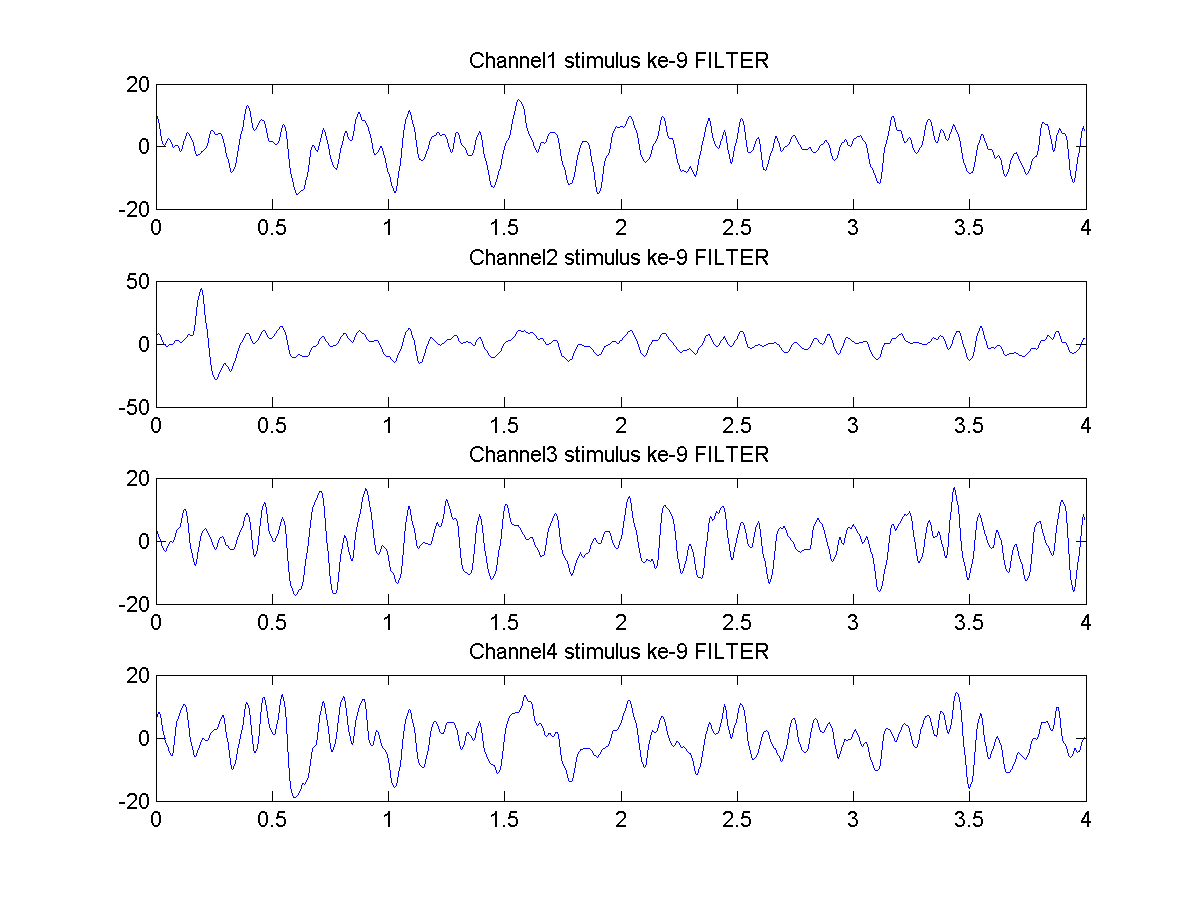 Channel1 stimulus ke-9 FILTER
20
0
-20
0 0.5 1 1.5 2 2.5 3 3.5 4
Channel2 stimulus ke-9 FILTER
50
0
-50
0 0.5 1 1.5 2 2.5 3 3.5 4
Channel3 stimulus ke-9 FILTER
20
0
-20
0 0.5 1 1.5 2 2.5 3 3.5 4
Channel4 stimulus ke-9 FILTER
20
0
-20
0 0.5 1 1.5 2 2.5 3 3.5 4